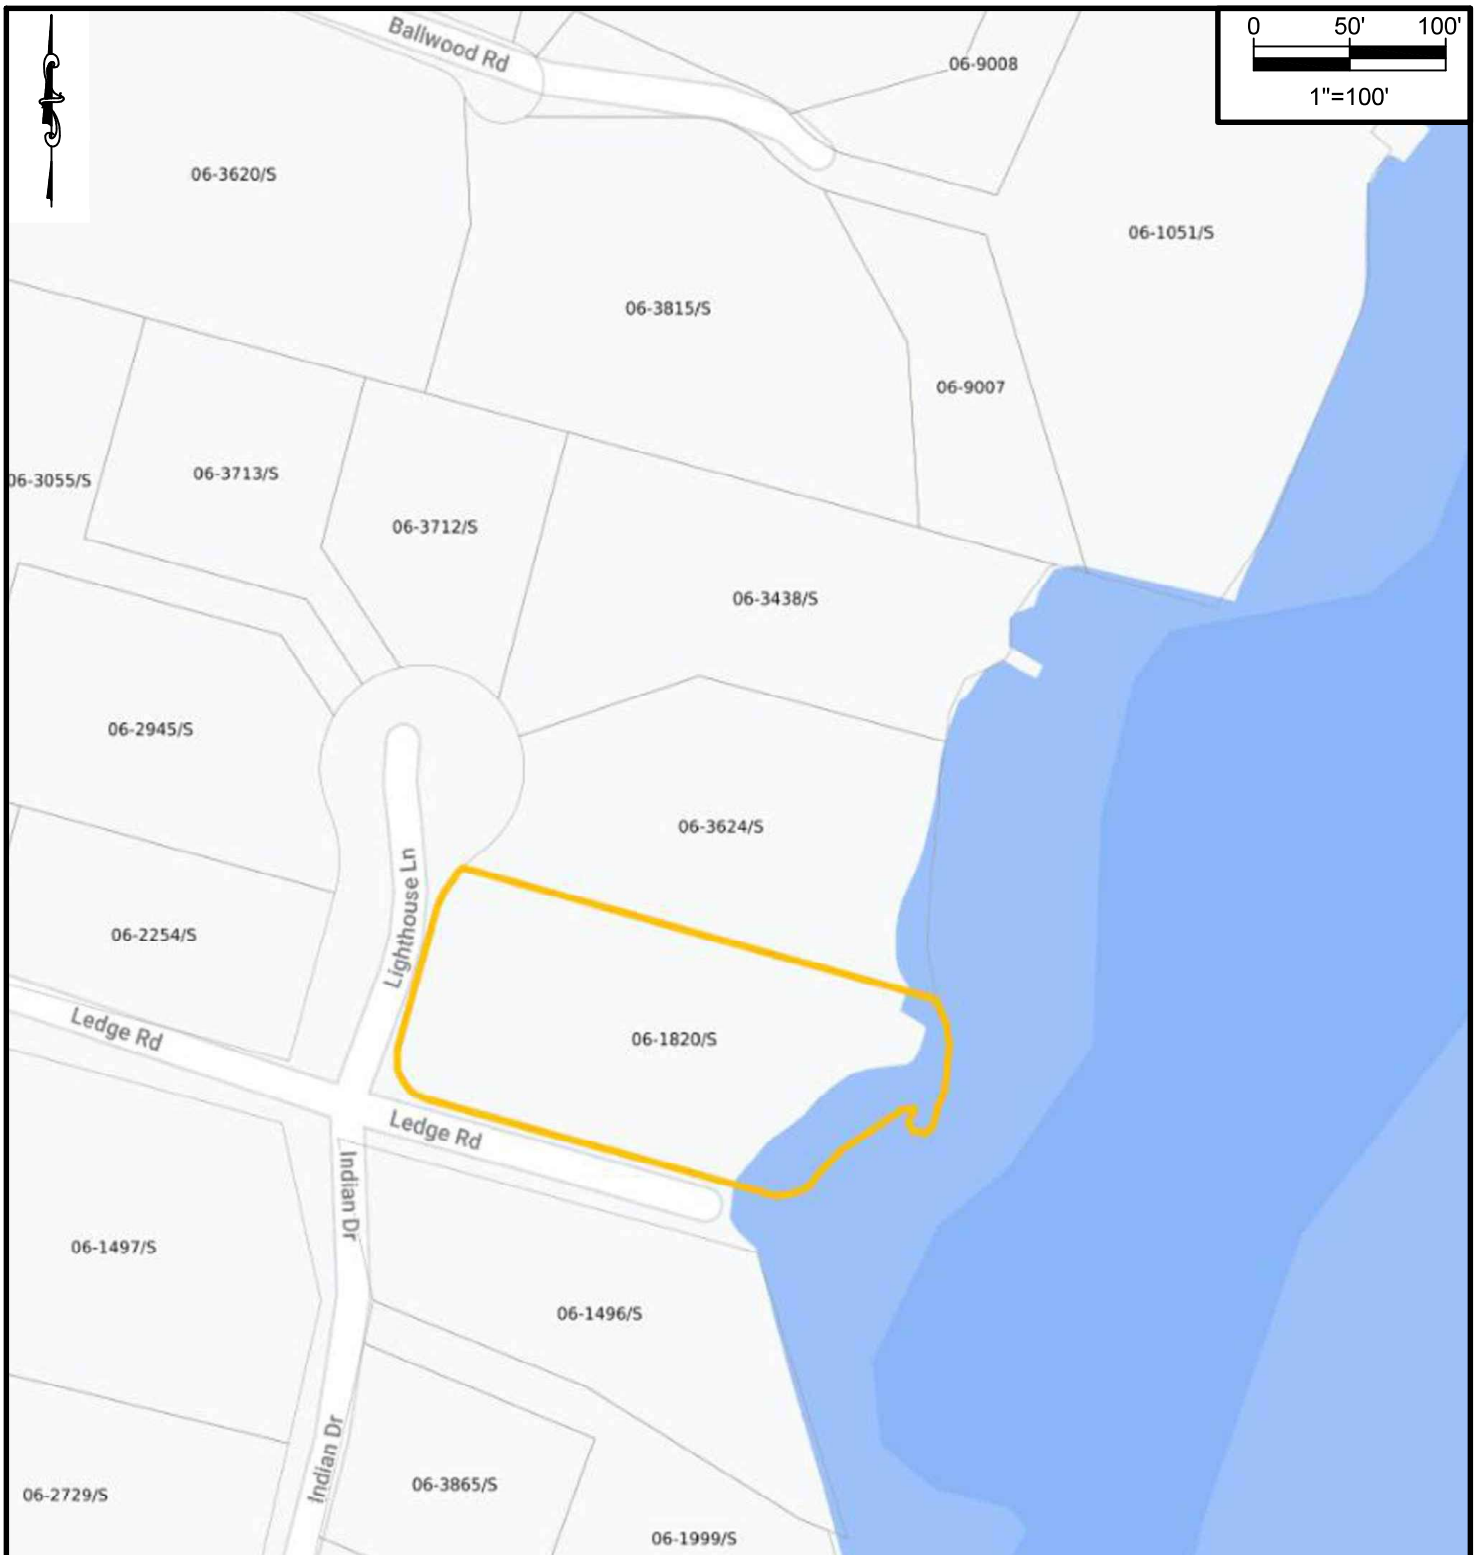 0 50' 100'
1"=100'
Ballwood Rd
06-9008
06-3620/S
06-1051/S
06-3815/S
06-9007
06-3055/S
06-3713/S
06-3712/S
06-3438/S
06-2945/S
06-3624/S
Lighthouse Ln
06-2254/S
Ledge Rd
06-1820/S
Ledge Rd
Indian Dr
06-1497/S
06-1496/S
Indian Dr
06-3865/S
06-2729/S
06-1999/S